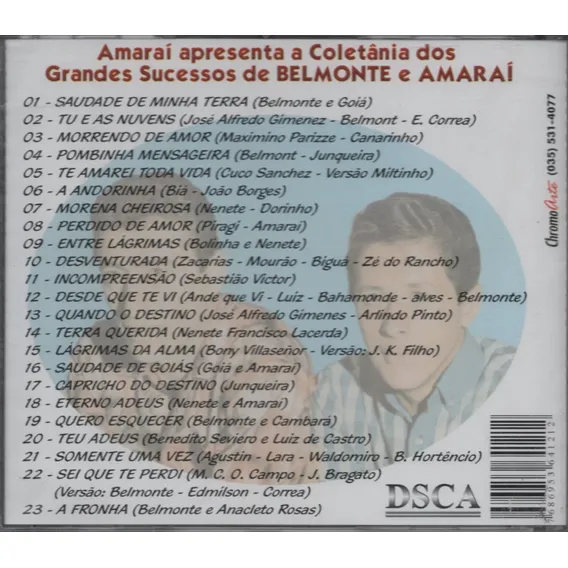 Amaraí apresenta a Coletânia dos
Grandes Sucessos de BELMONTE e AMARAÍ
01 - SAUDADE DE MINHA TERRA (Belmonte e Goiá)
02 - TU E AS NUVENS (José Alfredo Gimenez - Belmont - E. Correa)
03 - MORRENDO DE AMOR (Maximino Parizze - Canarinho)
04 - POMBINHA MENSAGEIRA (Belmont - Junqueira)
05 - TE AMAREI TODA VIDA (Cuco Sanchez - Versão Miltinho)
06 - A ANDORINHA (Biá - João Borges)
07 - MORENA CHEIROSA (Nenete - Dorinho)
08 - PERDIDO DE AMOR (Piragi - Amaraí)
09 - ENTRE LÁGRIMAS (Bolinha e Nenete)
10 - DESVENTURADA (Zacarias - Mourão - Biguá - Zé do Rancho)
11 - INCOMPREENSÃO (Sebastião Victor)
12 - DESDE QUE TE VI (Ande que Vi - Luiz - Bahamonde - alves - Belmonte)
13 - QUANDO O DESTINO (José Alfredo Gimenes - Arlindo Pinto)
14 - TERRA QUERIDA (Nenete Francisco Lacerda)
15 - LÁGRIMAS DA ALMA (Bony Villaseñor - Versão: J. K. Filho)
16 - SAUDADE DE GOIÁS (Goiá e Amaraí)
17 - CAPRICHO DO DESTINO (Junqueira)
18 - ETERNO ADEUS (Nenete e Amaraí)
19 - QUERO ESQUECER (Belmonte e Cambará)
20 - TEU ADEUS (Benedito Seviero e Luiz de Castro)
21 - SOMENTE UMA VEZ (Agustin - Lara - Waldomiro - B. Hortêncio)
22 - SEI QUE TE PERDI (M. C. O. Campo - J. Bragato)
(Versão: Belmonte - Edmilson - Correa)
23 - A FRONHA (Belmonte e Anacleto Rosas)
DSCA
ChromoArte (035) 531-4077
7686953641212